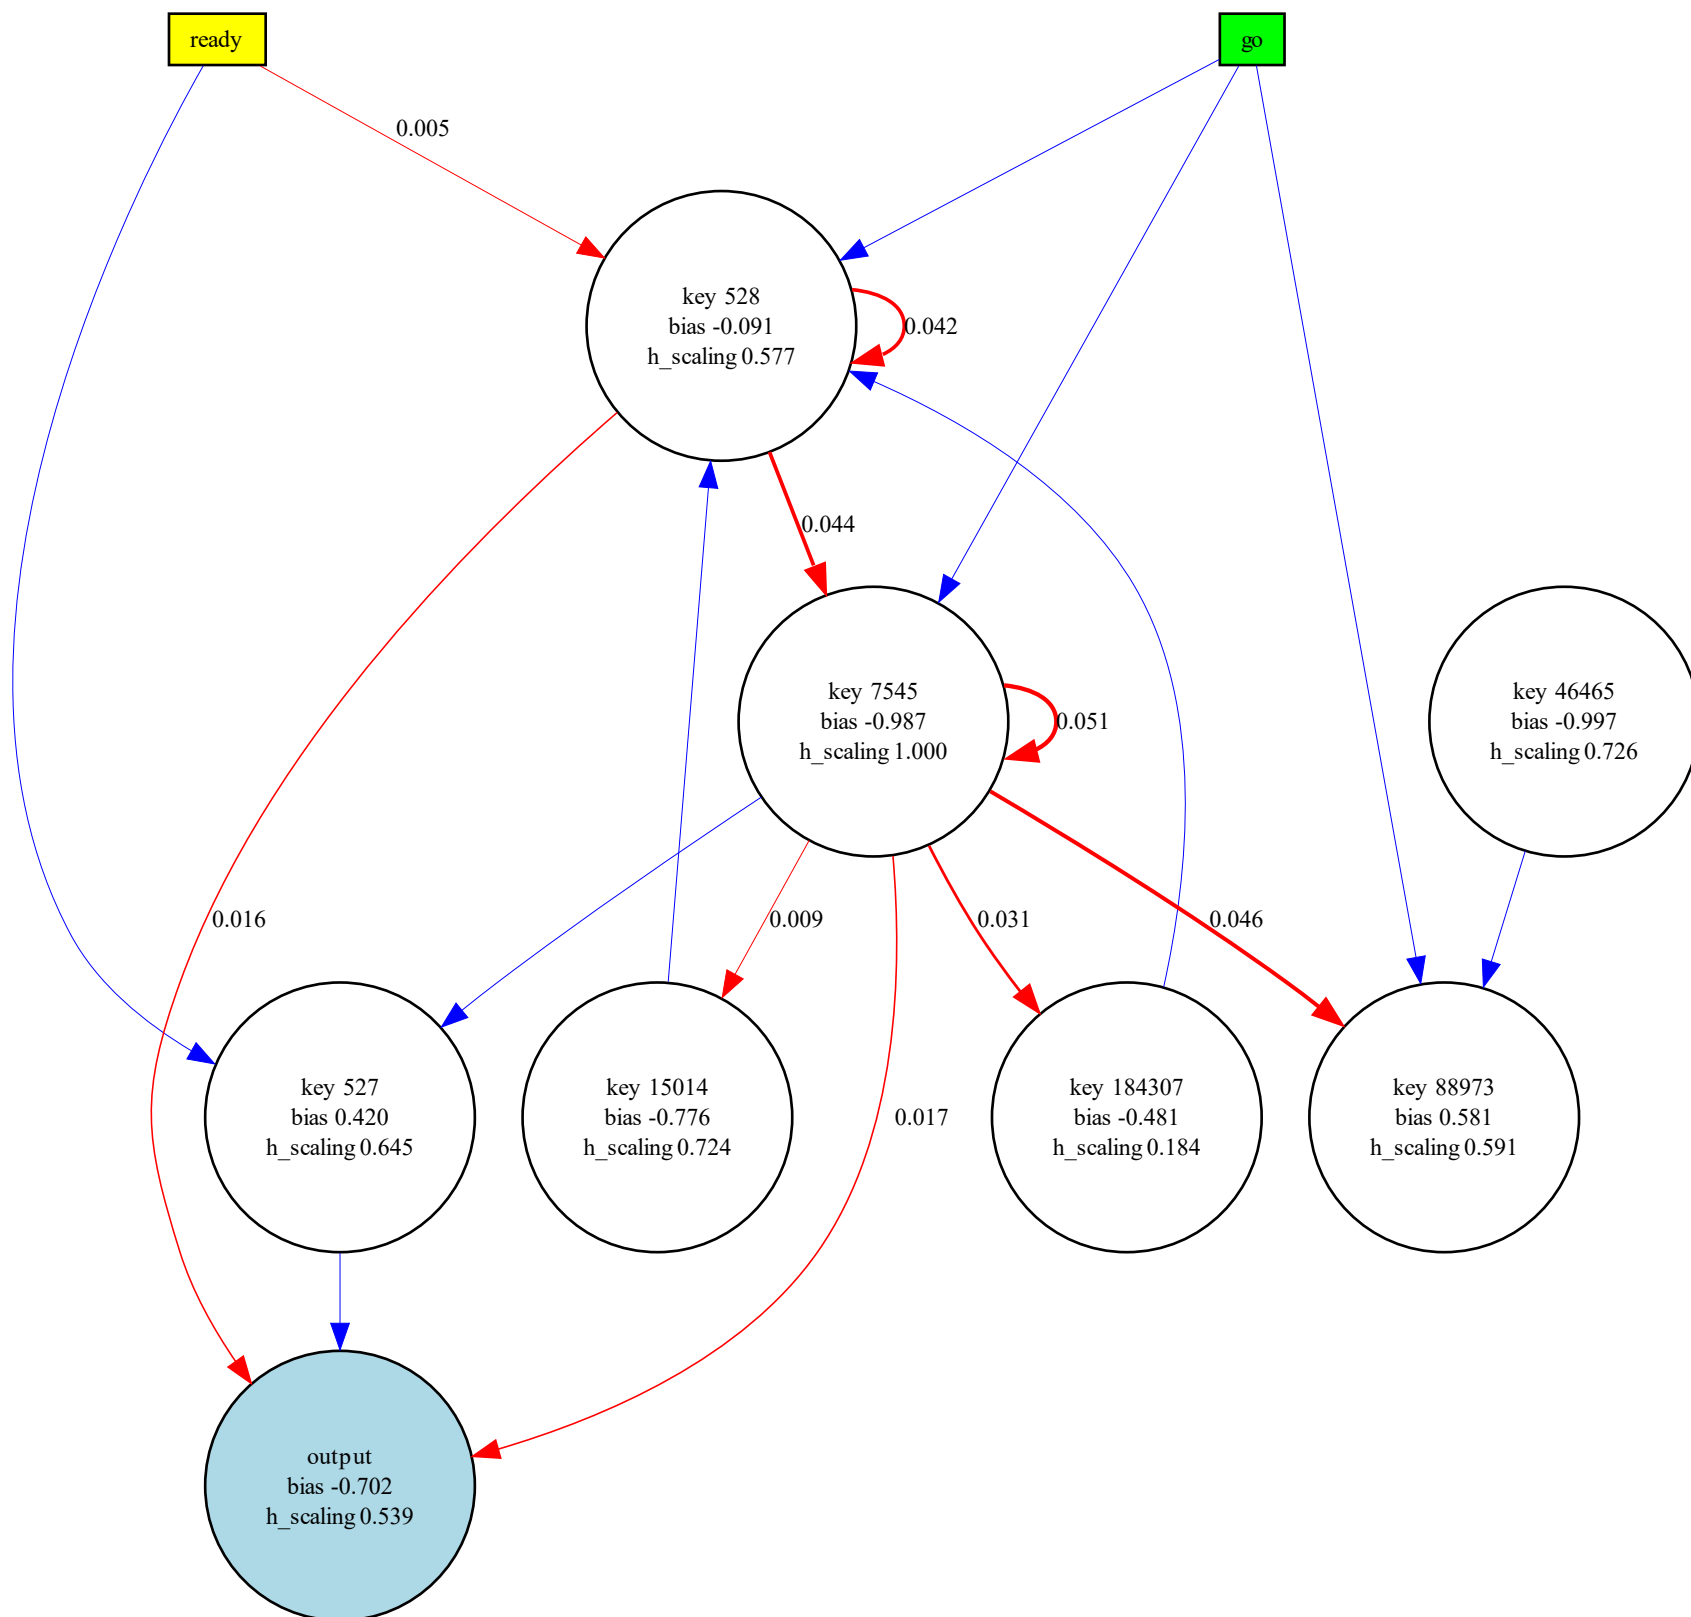 ready
go
0.005
key 528
bias -0.091
h_scaling 0.577
0.042
0.044
key 7545
bias -0.987
h_scaling 1.000
0.051
key 46465
bias -0.997
h_scaling 0.726
0.016
0.009
0.031
0.046
key 527
bias 0.420
h_scaling 0.645
key 15014
bias -0.776
h_scaling 0.724
0.017
key 184307
bias -0.481
h_scaling 0.184
key 88973
bias 0.581
h_scaling 0.591
output
bias -0.702
h_scaling 0.539